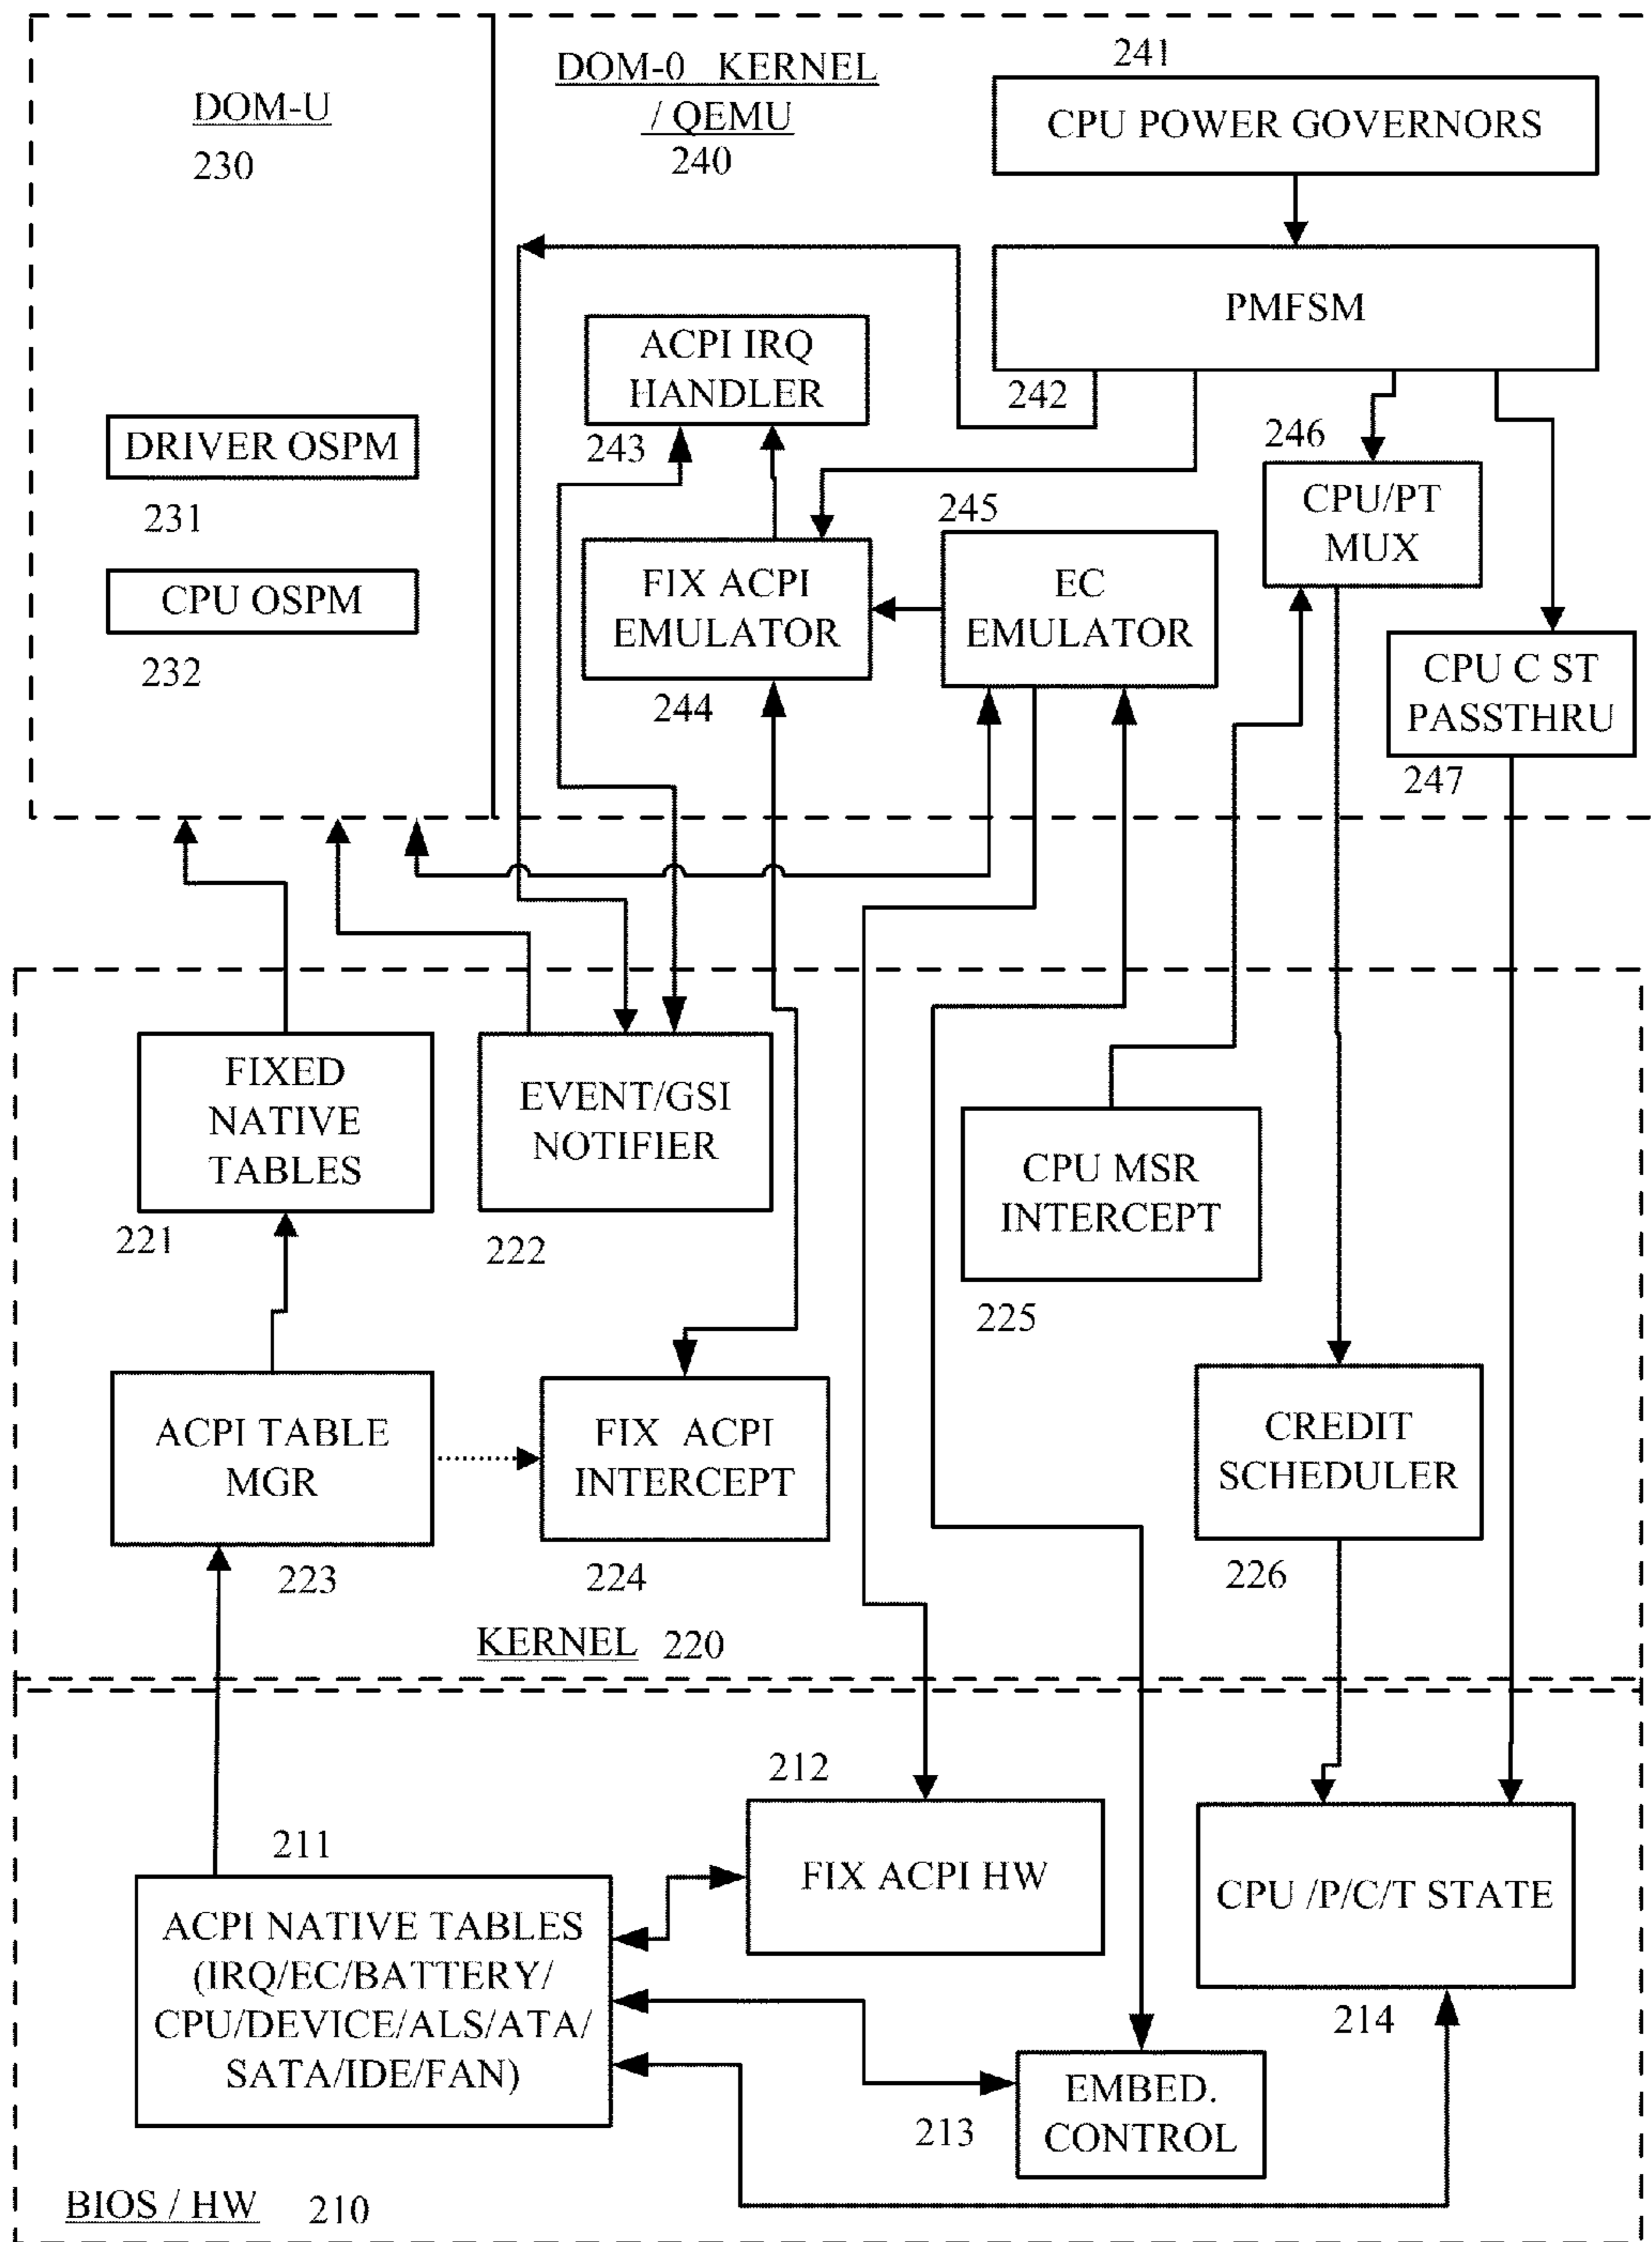 DOM-U
230
DOM-0 KERNEL
/ QEMU
240
241
CPU POWER GOVERNORS
PMFSM
242
ACPI IRQ
HANDLER
243
DRIVER OSPM
231
CPU OSPM
232
FIX ACPI
EMULATOR
244
245
EC
EMULATOR
246
CPU/PT
MUX
CPU C ST
PASSTHRU
247
FIXED
NATIVE
TABLES
221
EVENT/GSI
NOTIFIER
222
CPU MSR
INTERCEPT
225
ACPI TABLE
MGR
223
FIX ACPI
INTERCEPT
224
CREDIT
SCHEDULER
226
KERNEL 220
212
FIX ACPI HW
211
ACPI NATIVE TABLES
(IRQ/EC/BATTERY/
CPU/DEVICE/ALS/ATA/
SATA/IDE/FAN)
CPU /P/C/T STATE
214
EMBED.
CONTROL
213
BIOS / HW 210